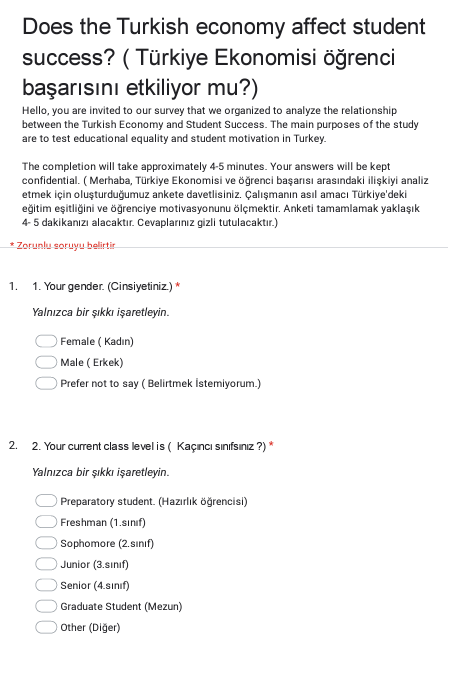 Does the Turkish economy affect student
success? ( Türkiye Ekonomisi öğrenci
başarısını etkiliyor mu?)
Hello, you are invited to our survey that we organized to analyze the relationship
between the Turkish Economy and Student Success. The main purposes of the study
are to test educational equality and student motivation in Turkey.
The completion will take approximately 4-5 minutes. Your answers will be kept
confidential. ( Merhaba, Türkiye Ekonomisi ve öğrenci başarısı arasındaki ilişkiyi analiz
etmek için oluşturduğumuz ankete davetlisiniz. Çalışmanın asıl amacı Türkiye'deki
eğitim eşitliğini ve öğrenciye motivasyonunu ölçmektir. Anketi tamamlamak yaklaşık
4- 5 dakikanızı alacaktır. Cevaplarınız gizli tutulacaktır.)
* Zorunlu soruyu belirtir
1. 1. Your gender. (Cinsiyetiniz.) *
Yalnızca bir şıkkı işaretleyin.
Female ( Kadın)
Male ( Erkek)
Prefer not to say ( Belirtmek İstemiyorum.)
2. 2. Your current class level is ( Kaçıncı sınıfsınız ?) *
Yalnızca bir şıkkı işaretleyin.
Preparatory student. (Hazırlık öğrencisi)
Freshman (1.sınıf)
Sophomore (2.sınıf)
Junior (3.sınıf)
Senior (4.sınıf)
Graduate Student (Mezun)
Other (Diğer)